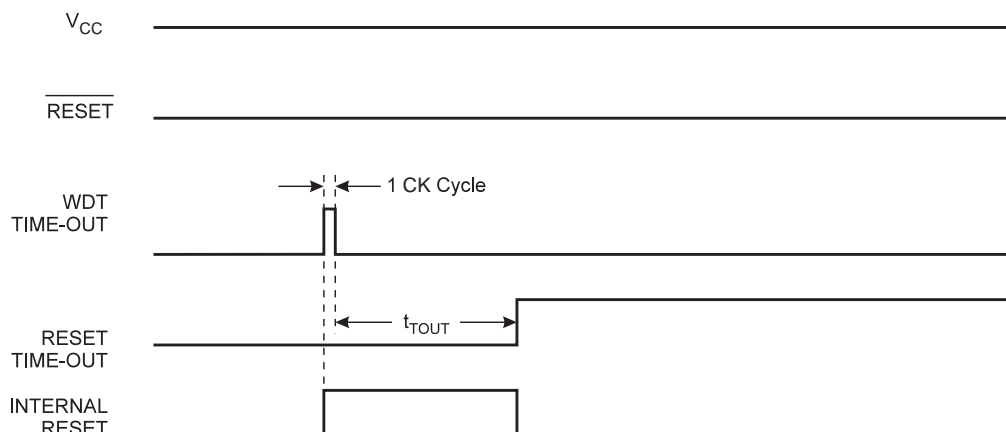 VCC
RESET
WDT
TIME-OUT
1 CK Cycle
RESET
TIME-OUT
tTOUT
INTERNAL
RESET